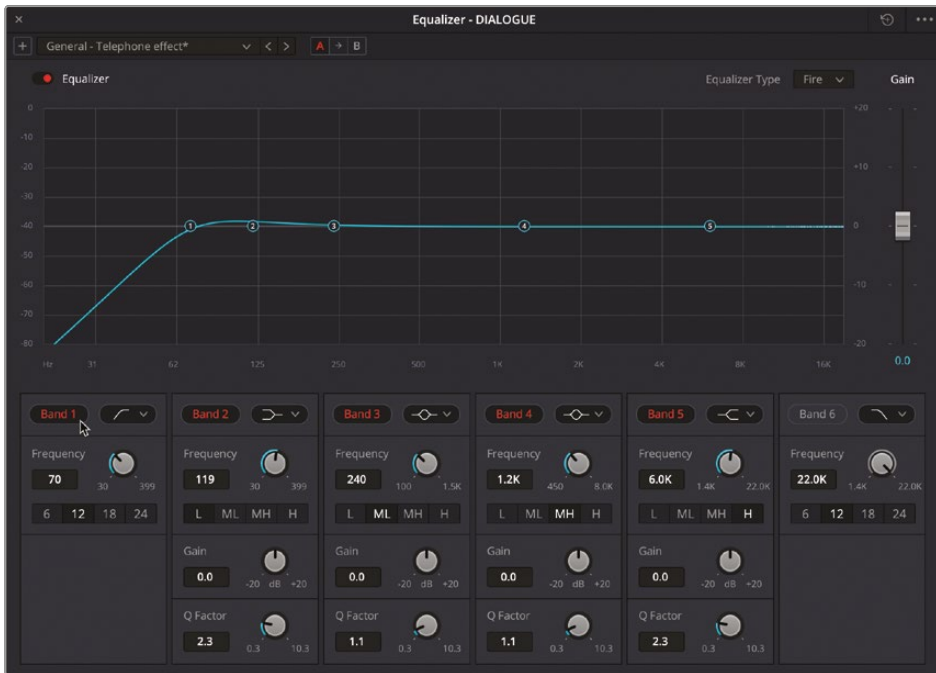 Equalizer - DIALOGUE
General - Telephone effect*
A
B
Equalizer
Equalizer Type
Fire
Gain
0
-10
-20
-30
-40
-50
-60
-70
-80
1
2
3
4
5
+20
+10
0
-10
-20
Hz 31 62 125 250 500 1K 2K 4K 8K 16K
0.0
Band 1
Frequency
70
30 399
6 12 18 24
Band 2
Frequency
119
30 399
L ML MH H
Gain
0.0
-20 dB +20
Q Factor
2.3
0.3 10.3
Band 3
Frequency
240
100 1.5K
L ML MH H
Gain
0.0
-20 dB +20
Q Factor
1.1
0.3 10.3
Band 4
Frequency
1.2K
450 8.0K
L ML MH H
Gain
0.0
-20 dB +20
Q Factor
1.1
0.3 10.3
Band 5
Frequency
6.0K
1.4K 22.0K
L ML MH H
Gain
0.0
-20 dB +20
Q Factor
2.3
0.3 10.3
Band 6
Frequency
22.0K
1.4K 22.0K
6 12 18 24